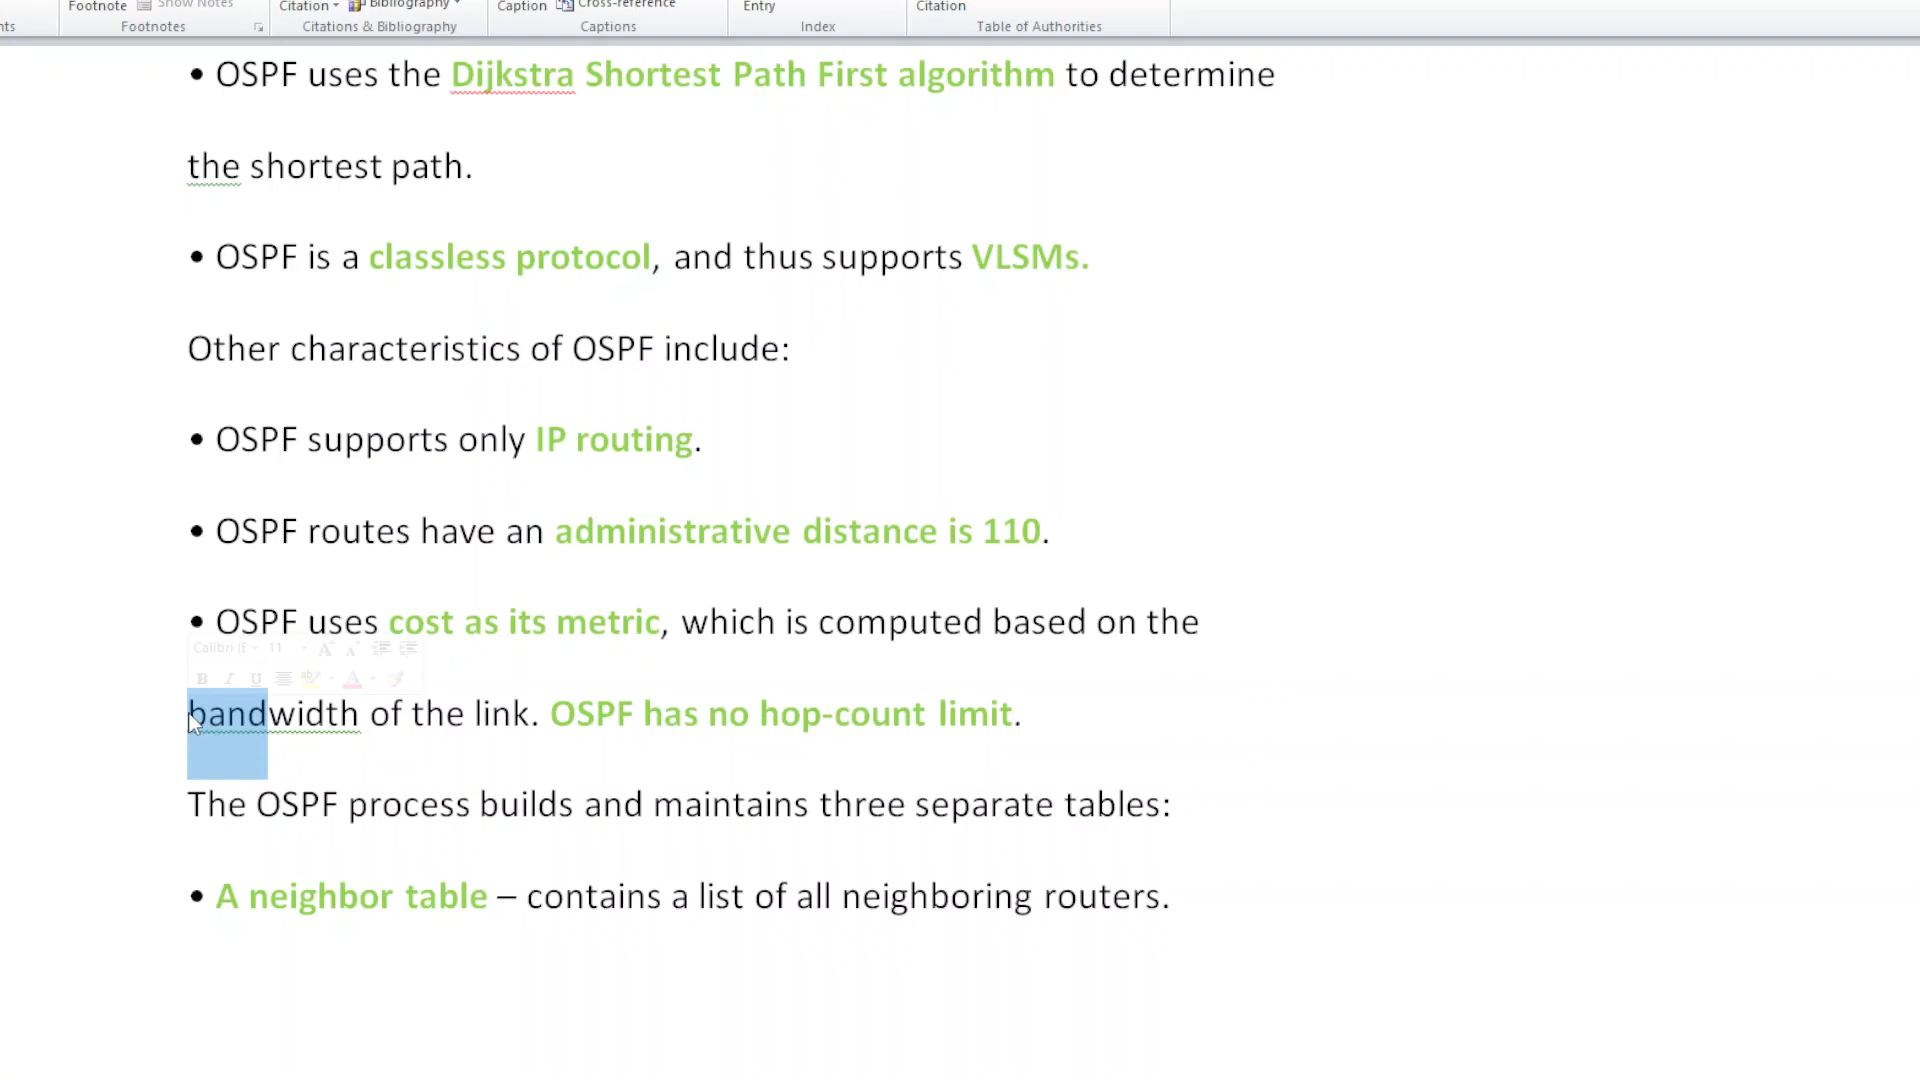 Footnote Show Notes Citation Bibliography Caption Cross-reference Entry Citation
nts Footnotes Citations & Bibliography Captions Index Table of Authorities
• OSPF uses the Dijkstra Shortest Path First algorithm to determine
the shortest path.
• OSPF is a classless protocol, and thus supports VLSMs.
Other characteristics of OSPF include:
• OSPF supports only IP routing.
• OSPF routes have an administrative distance is 110.
• OSPF uses cost as its metric, which is computed based on the
Calibri (E 11 A A
B I U ab A
bandwidth of the link. OSPF has no hop-count limit.
The OSPF process builds and maintains three separate tables:
• A neighbor table – contains a list of all neighboring routers.